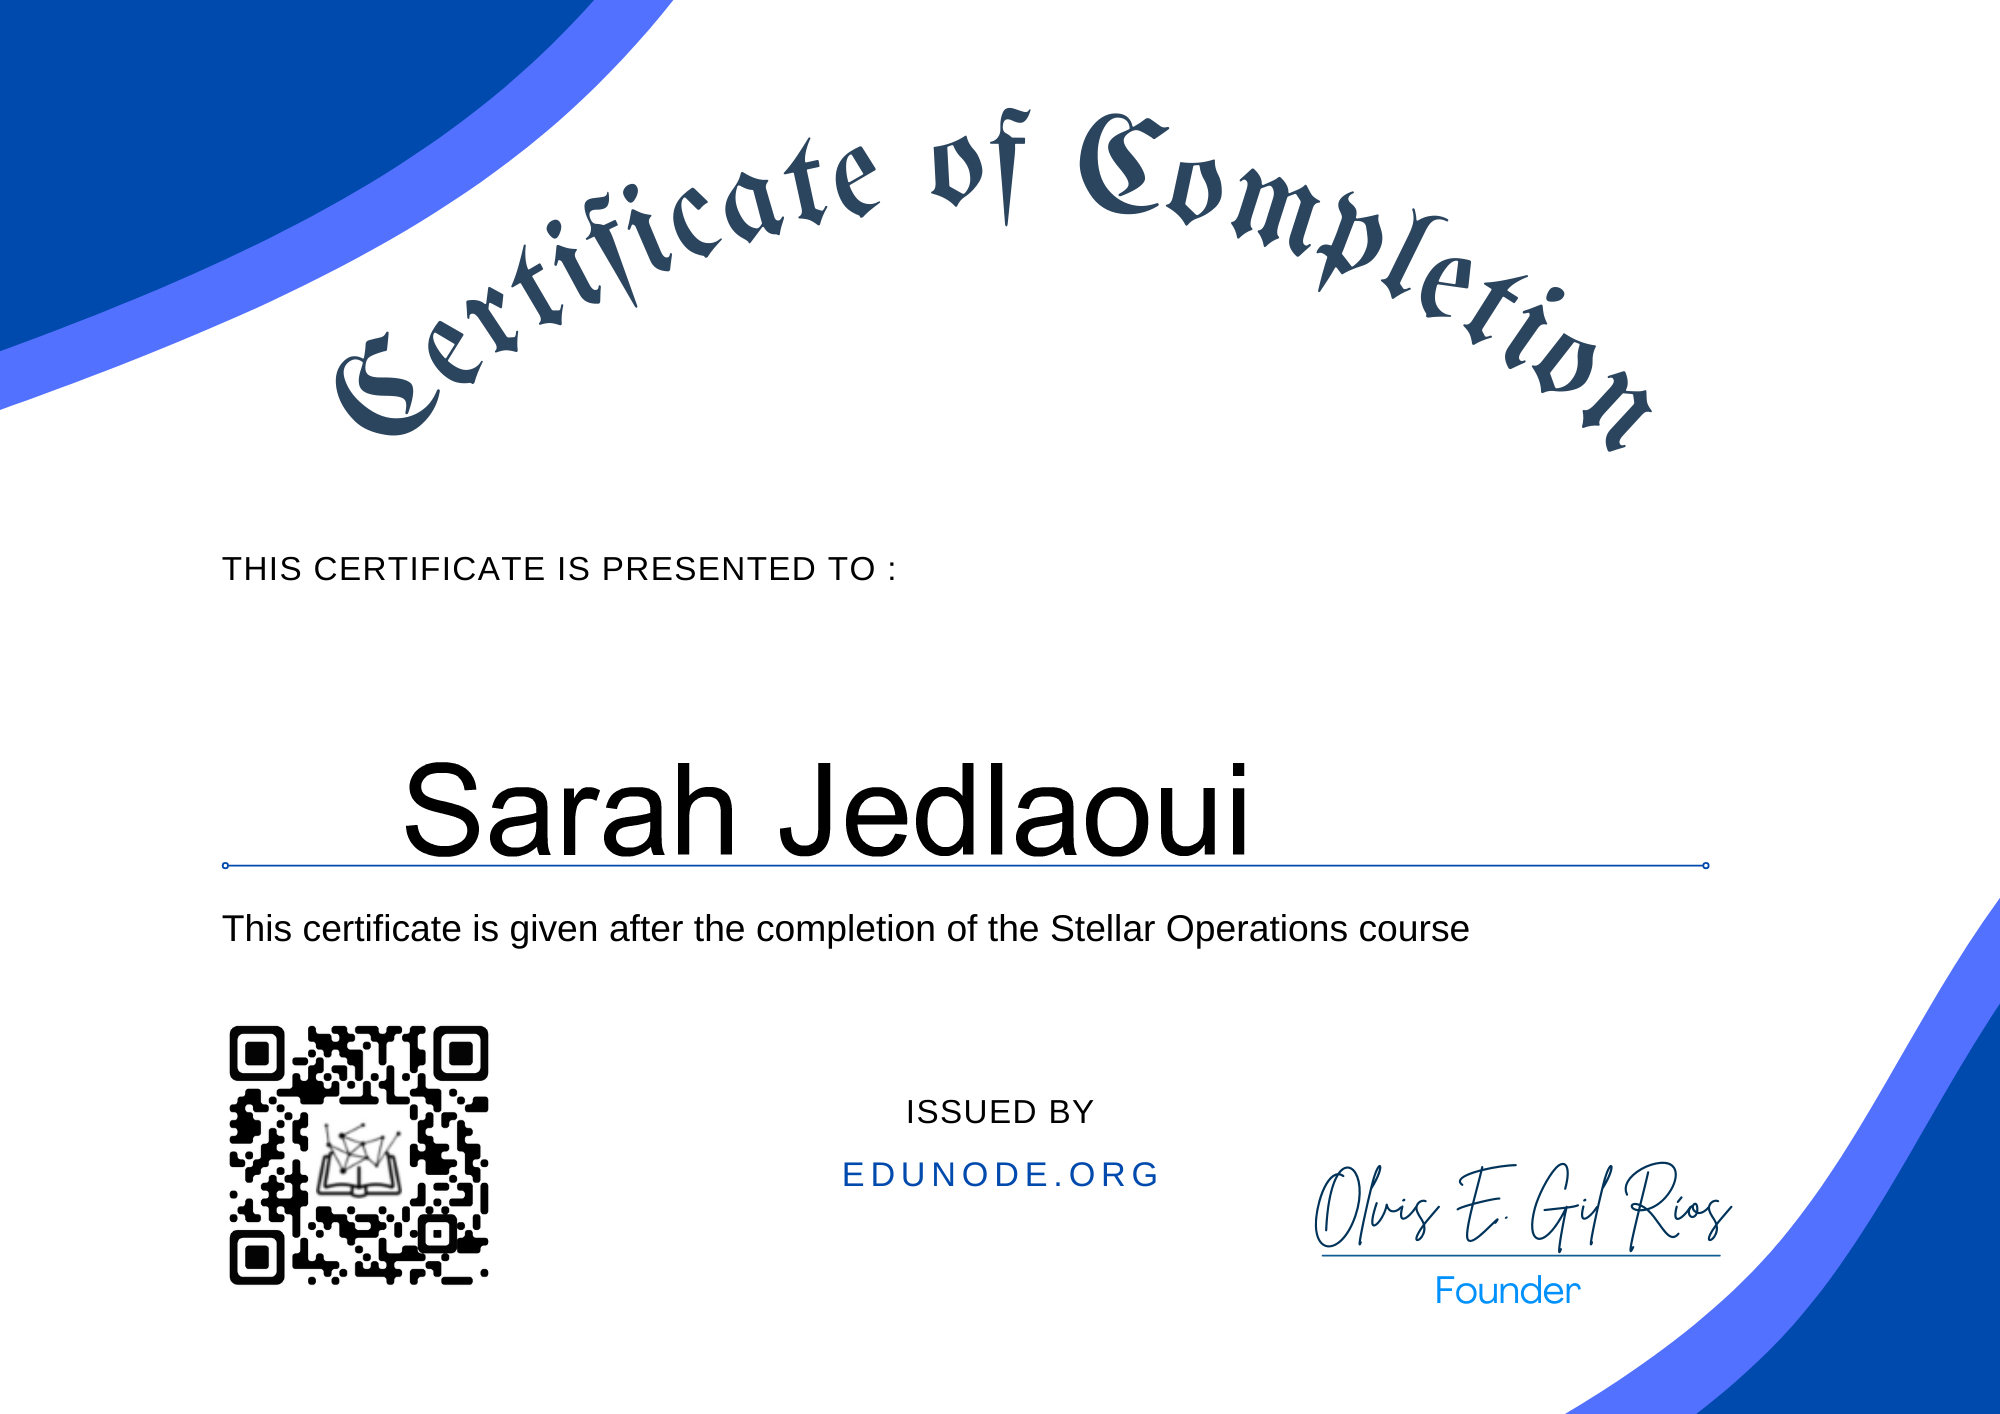 Certificate of Completion
THIS CERTIFICATE IS PRESENTED TO :
Sarah Jedlaoui
This certificate is given after the completion of the Stellar Operations course
ISSUED BY
EDUNODE.ORG
Olvis E. Gil Ríos
Founder